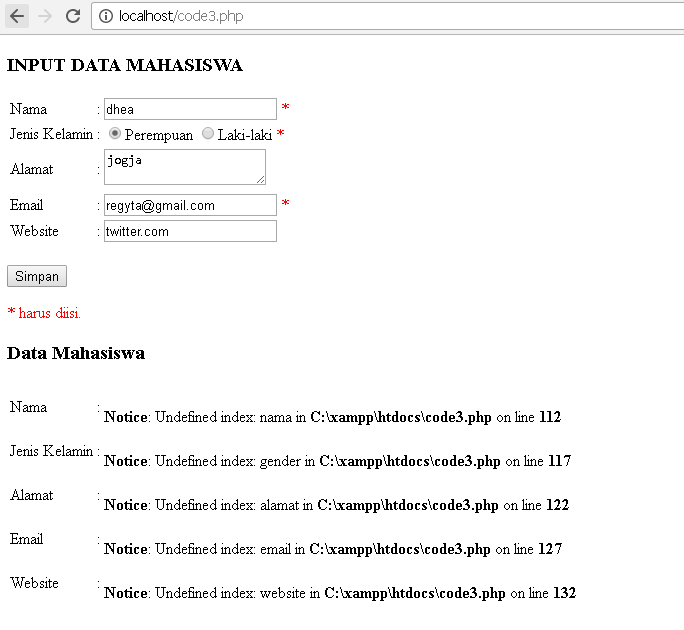 localhost/code3.php
INPUT DATA MAHASISWA
Nama : dhea *
Jenis Kelamin : Perempuan Laki-laki *
Alamat : jogja
Email : regyta@gmail.com *
Website : twitter.com
Simpan
* harus diisi.
Data Mahasiswa
Nama : Notice: Undefined index: nama in C:\xampp\htdocs\code3.php on line 112
Jenis Kelamin : Notice: Undefined index: gender in C:\xampp\htdocs\code3.php on line 117
Alamat : Notice: Undefined index: alamat in C:\xampp\htdocs\code3.php on line 122
Email : Notice: Undefined index: email in C:\xampp\htdocs\code3.php on line 127
Website : Notice: Undefined index: website in C:\xampp\htdocs\code3.php on line 132